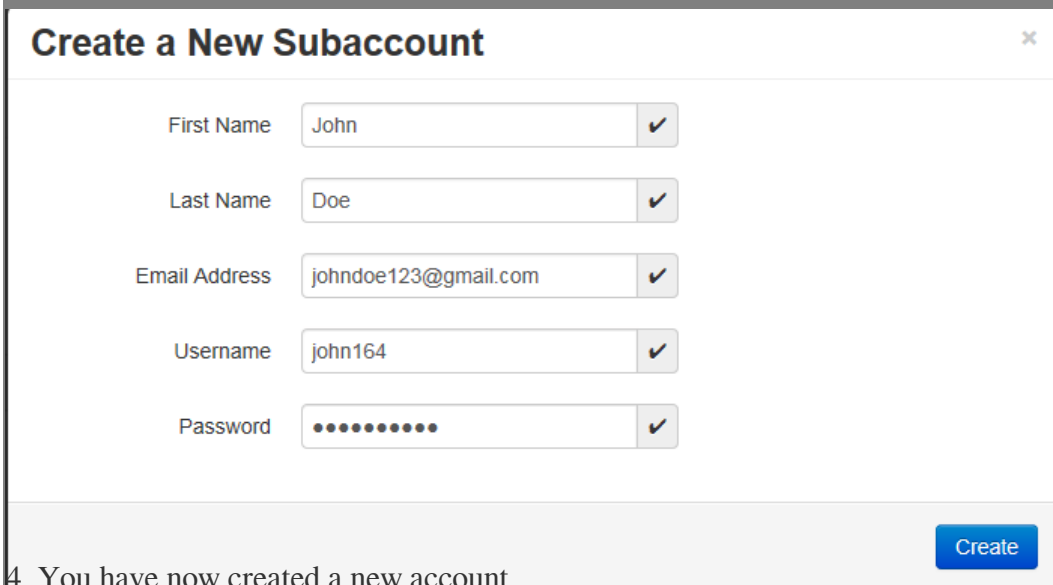 Create a New Subaccount ×
First Name John ✔
Last Name Doe ✔
Email Address johndoe123@gmail.com ✔
Username john164 ✔
Password ●●●●●●●●●● ✔
Create
4. You have now created a new account